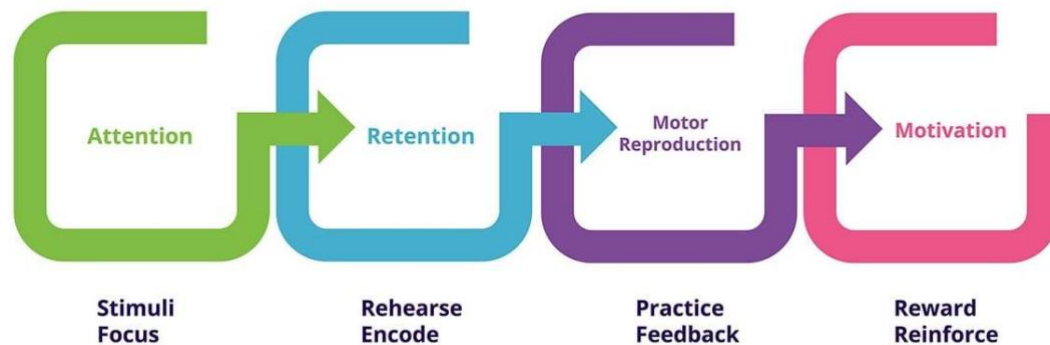 Attention
Retention
Motor
Reproduction
Motivation
Stimuli
Focus
Rehearse
Encode
Practice
Feedback
Reward
Reinforce